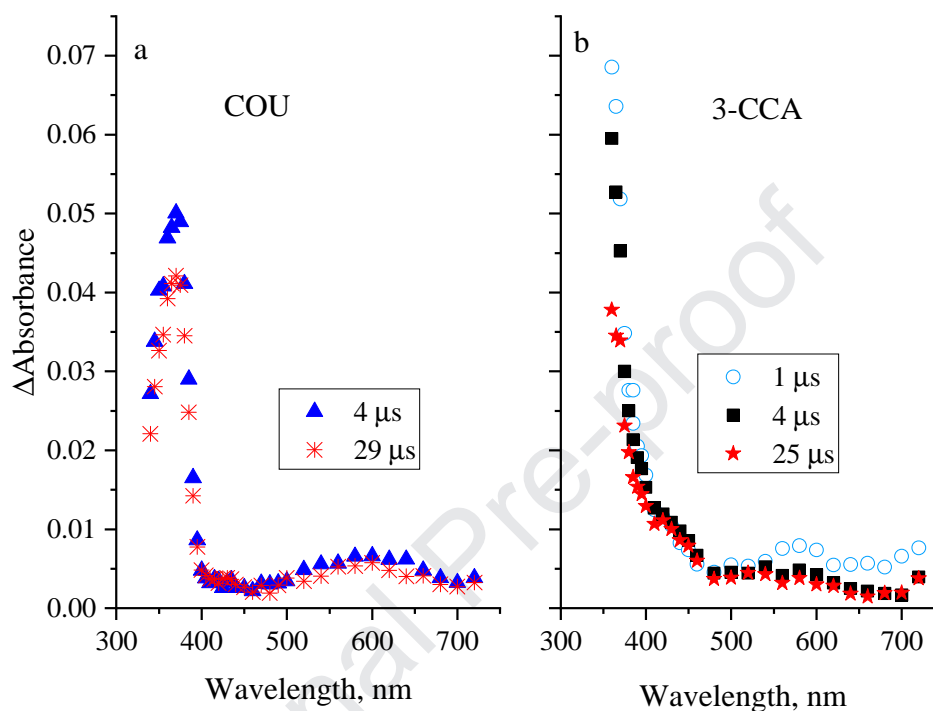 a
COU
0.07
0.06
0.05
0.04
0.03
0.02
0.01
0.00
ΔAbsorbance
4 µs
29 µs
300 400 500 600 700
Wavelength, nm
b
3-CCA
1 µs
4 µs
25 µs
300 400 500 600 700
Wavelength, nm
nal Pre-proof